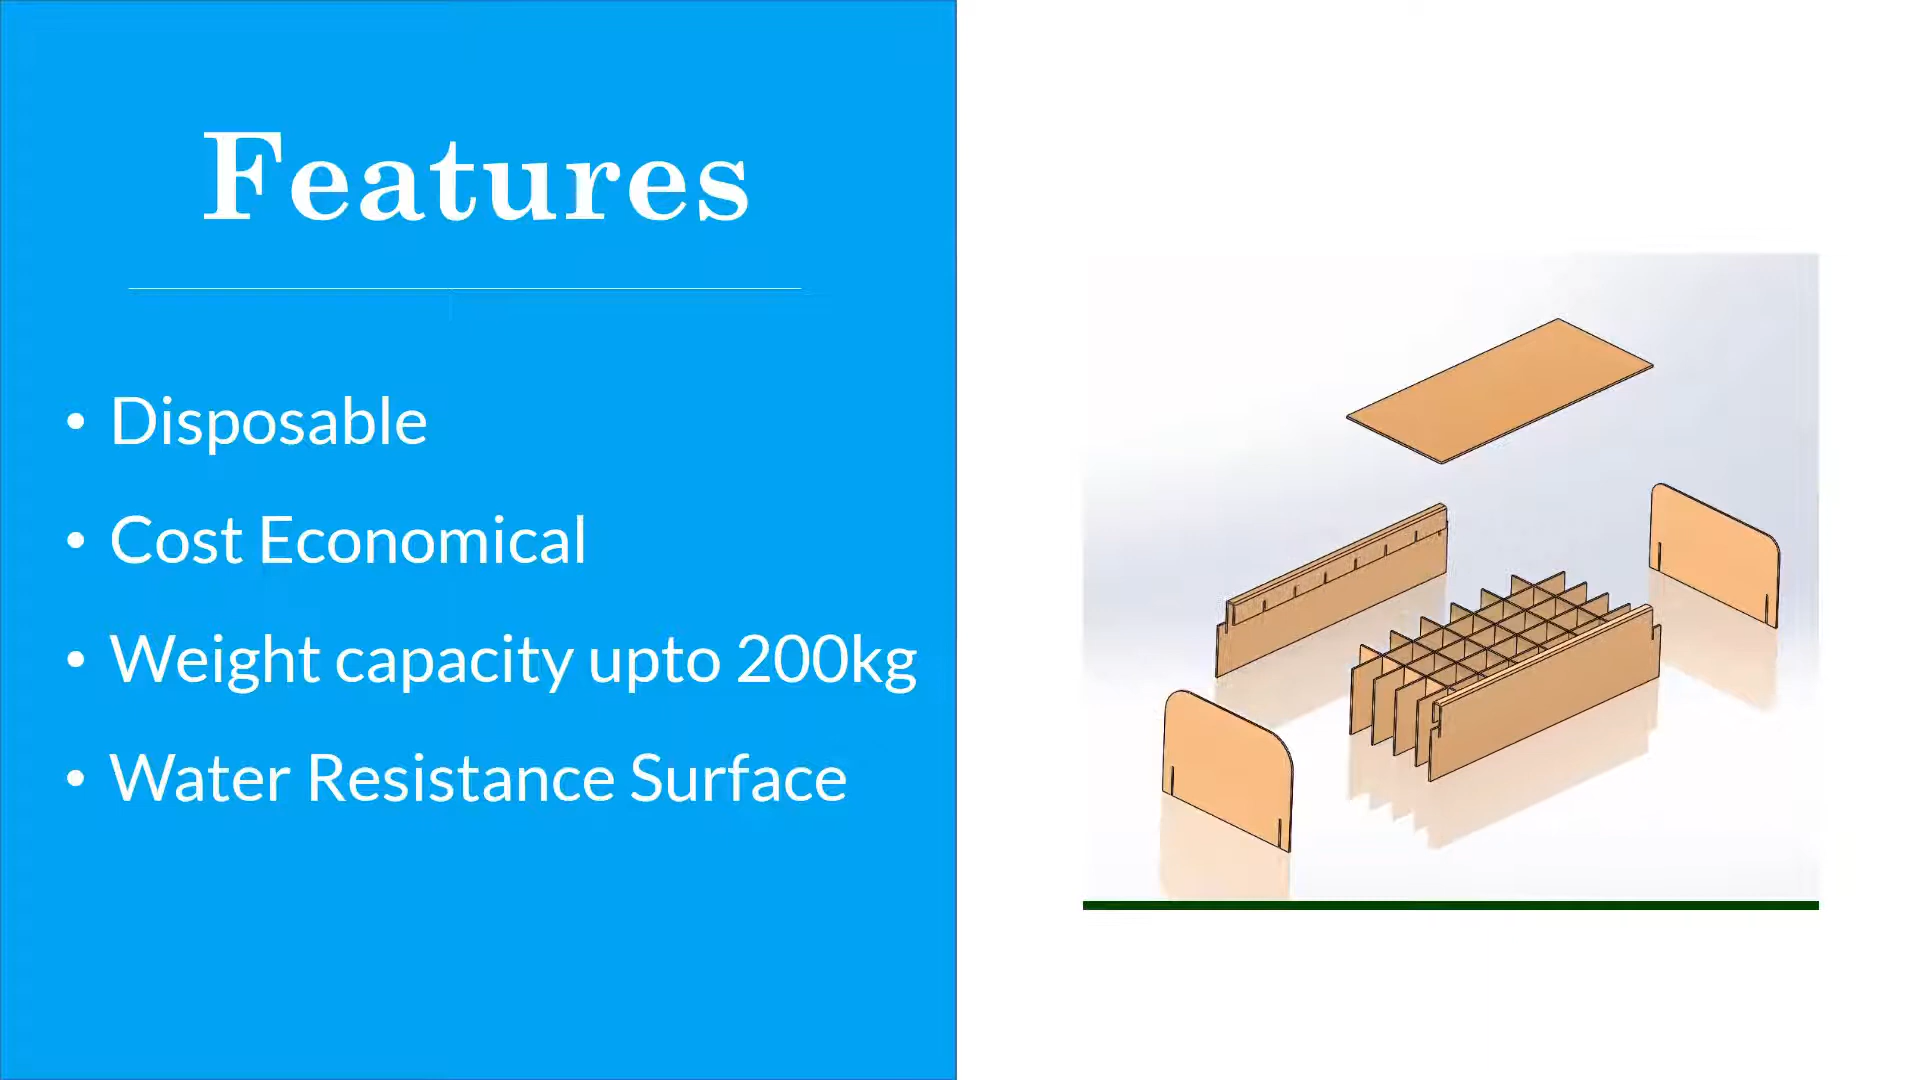 Features
• Disposable
• Cost Economical
• Weight capacity upto 200kg
• Water Resistance Surface